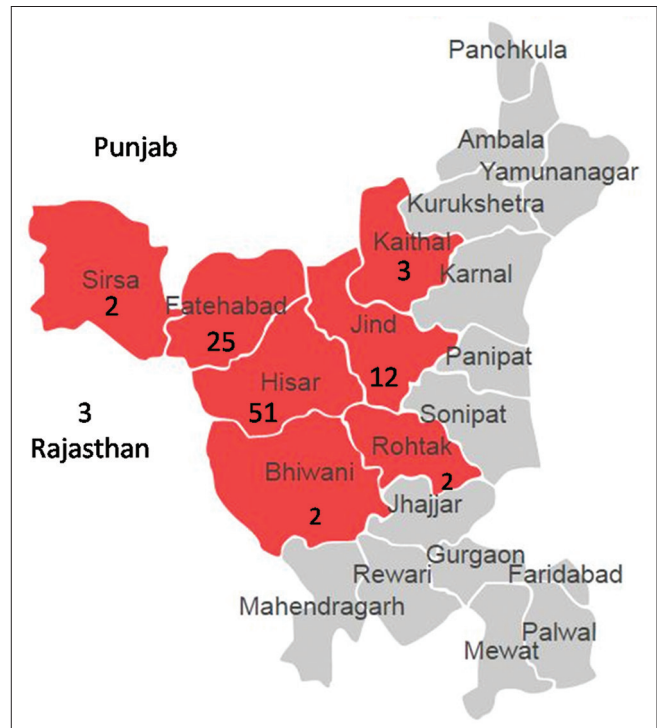 Panchkula
Punjab
Ambala
Yamunanagar
Kurukshetra
Kaithal
3
Karnal
Sirsa
2
Fatehabad
25
Jind
12
Panipat
Hisar
51
3
Rajasthan
Sonipat
Rohtak
2
Bhiwani
2
Jhajjar
Gurgaon
Faridabad
Rewari
Mahendragarh
Palwal
Mewat